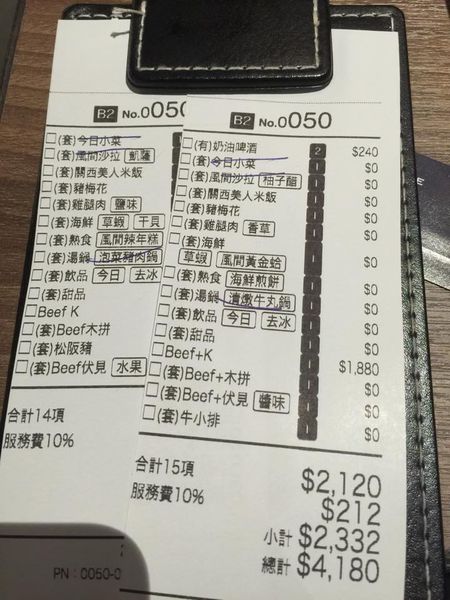 B2 No.0050
☐(套)今日小菜
☐(套)風間沙拉 凱薩
☐(套)關西美人米飯
☐(套)豬梅花
☐(套)雞腿肉 鹽味
☐(套)海鮮 草蝦 干貝
☐(套)熟食 風間辣年糕
☐(套)湯鍋 泡菜豬肉鍋
☐(套)飲品 今日 去冰
☐(套)甜品
☐Beef K
☐(套)Beef木拼
☐(套)松阪豬
☐(套)Beef伏見 水果
合計14項
服務費10%
PN : 0050-0
B2 No.0050
☐(有)奶油啤酒 2 $240
☐(套)今日小菜 $0
☐(套)風間沙拉 柚子醋 $0
☐(套)關西美人米飯 $0
☐(套)豬梅花 $0
☐(套)雞腿肉 香草 $0
☐(套)海鮮 $0
草蝦 風間黃金蛤
☐(套)熟食 海鮮煎餅 $0
☐(套)湯鍋 清燉牛丸鍋 $0
☐(套)飲品 今日 去冰 $0
☐(套)甜品 $0
☐Beef+K $1,880
☐(套)Beef+木拼 $0
☐(套)Beef+伏見 醬味 $0
☐(套)牛小排 $0
合計15項 $2,120
服務費10% $212
小計 $2,332
總計 $4,180